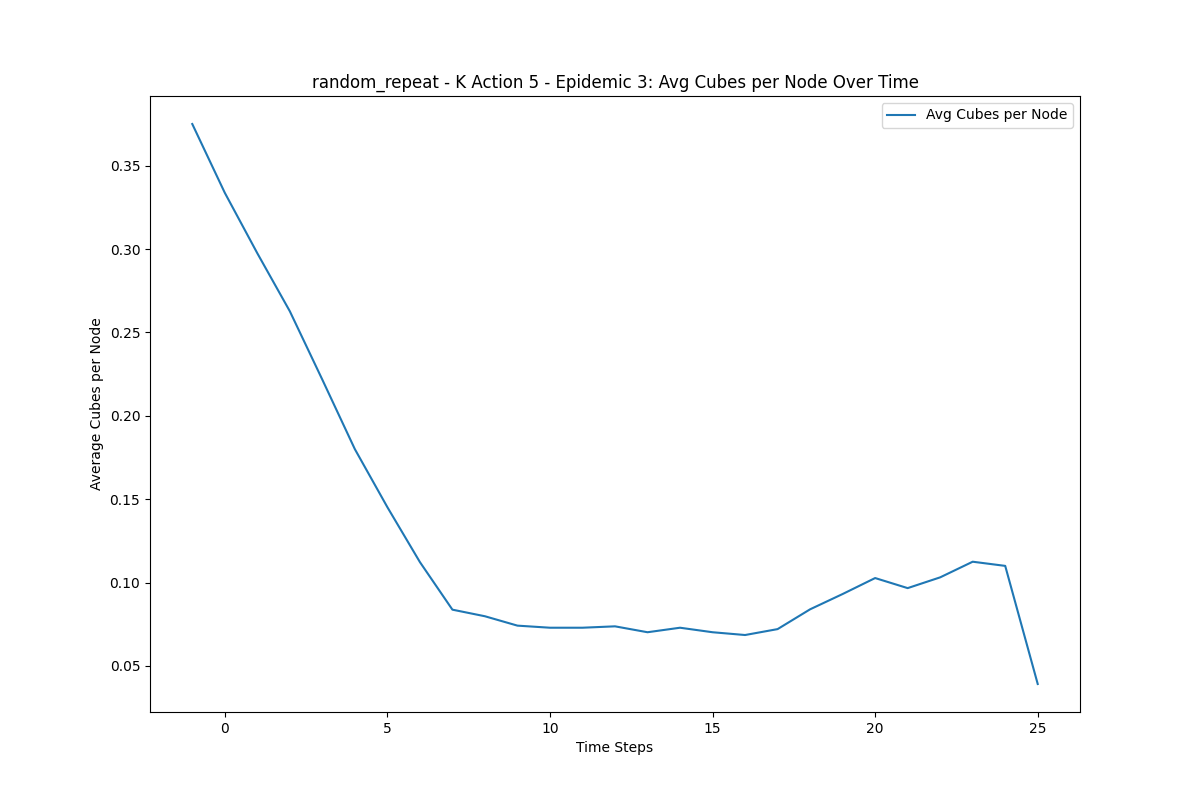 random_repeat - K Action 5 - Epidemic 3: Avg Cubes per Node Over Time
Avg Cubes per Node
0.35
0.30
0.25
0.20
0.15
0.10
0.05
Average Cubes per Node
0 5 10 15 20 25
Time Steps